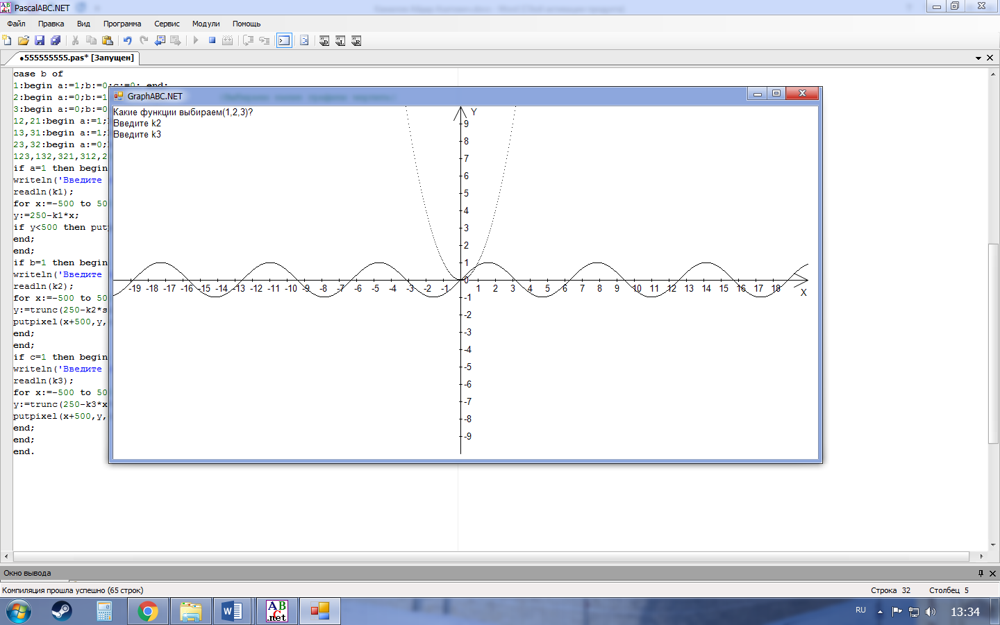 PascalABC.NET
Файл Правка Вид Программа Сервис Модули Помощь
•555555555.pas* [Запущен]
case b of
1:begin a:=1;b:=0;c:=0; end;
2:begin a:=0;b:=1
3:begin a:=0;b:=0
12,21:begin a:=1;
13,31:begin a:=1;
23,32:begin a:=0;
123,132,321,312,2
if a=1 then begin
writeln('Введите
readln(k1);
for x:=-500 to 50
y:=250-k1*x;
if y<500 then putp
end;
end;
if b=1 then begin
writeln('Введите
readln(k2);
for x:=-500 to 50
y:=trunc(250-k2*s
putpixel(x+500,y,
end;
end;
if c=1 then begin
writeln('Введите
readln(k3);
for x:=-500 to 50
y:=trunc(250-k3*x
putpixel(x+500,y,
end;
end;
end.
GraphABC.NET
Какие функции выбираем(1,2,3)?
Введите k2
Введите k3
Y
9
8
7
6
5
4
3
2
1
0
-19 -18 -17 -16 -15 -14 -13 -12 -11 -10 -9 -8 -7 -6 -5 -4 -3 -2 -1 1 2 3 4 5 6 7 8 9 10 11 12 13 14 15 16 17 18
X
-1
-2
-3
-4
-5
-6
-7
-8
-9
Окно вывода
Компиляция прошла успешно (65 строк) Строка 32 Столбец 5
ABC.net
RU 13:34